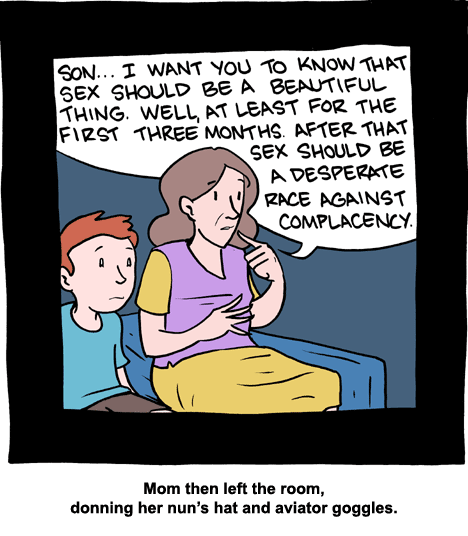 SON... I WANT YOU TO KNOW THAT
SEX SHOULD BE A BEAUTIFUL
THING. WELL, AT LEAST FOR THE
FIRST THREE MONTHS. AFTER THAT
SEX SHOULD BE
A DESPERATE
RACE AGAINST
COMPLACENCY.
Mom then left the room,
donning her nun's hat and aviator goggles.